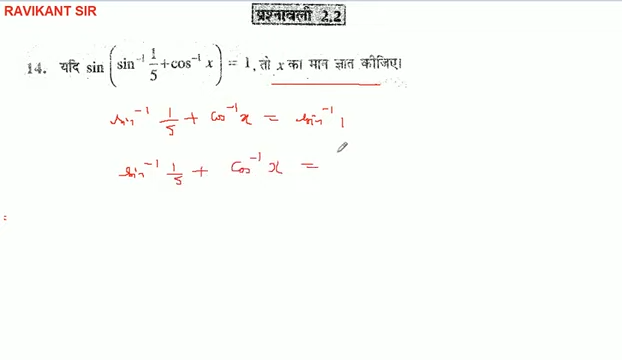 RAVIKANT SIR
प्रश्नावली 2.2
14. यदि sin(sin⁻¹ 1/5 + cos⁻¹ x) = 1, तो x का मान ज्ञात कीजिए।
sin⁻¹ 1/5 + cos⁻¹ x = sin⁻¹ 1
sin⁻¹ 1/5 + cos⁻¹ x =
=